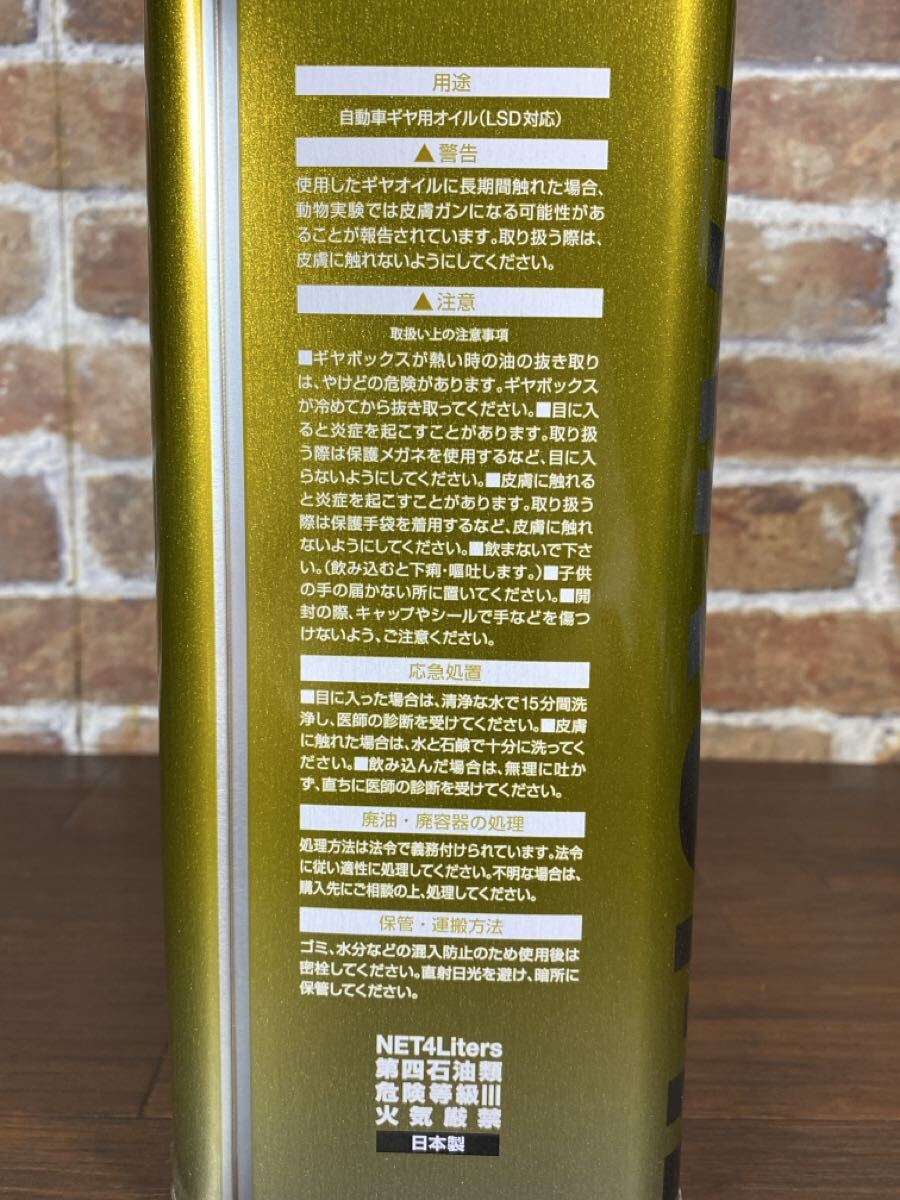 用途
自動車ギヤ用オイル(LSD対応)
▲警告
使用したギヤオイルに長期間触れた場合、
動物実験では皮膚ガンになる可能性があ
ることが報告されています。取り扱う際は、
皮膚に触れないようにしてください。
▲注意
取扱い上の注意事項
■ギヤボックスが熱い時の油の抜き取り
は、やけどの危険があります。ギヤボックス
が冷めてから抜き取ってください。■目に入
ると炎症を起こすことがあります。取り扱
う際は保護メガネを使用するなど、目に入
らないようにしてください。■皮膚に触れる
と炎症を起こすことがあります。取り扱う
際は保護手袋を着用するなど、皮膚に触れ
ないようにしてください。■飲まないで下さ
い。(飲み込むと下痢・嘔吐します。)■子供
の手の届かない所に置いてください。■開
封の際、キャップやシールで手などを傷つ
けないよう、ご注意ください。
応急処置
■目に入った場合は、清浄な水で15分間洗
浄し、医師の診断を受けてください。■皮膚
に触れた場合は、水と石鹸で十分に洗ってく
ださい。■飲み込んだ場合は、無理に吐か
ず、直ちに医師の診断を受けてください。
廃油・廃容器の処理
処理方法は法令で義務付けられています。法令
に従い適性に処理してください。不明な場合は、
購入先にご相談の上、処理してください。
保管・運搬方法
ゴミ、水分などの混入防止のため使用後は
密栓してください。直射日光を避け、暗所に
保管してください。
NET4Liters
第四石油類
危険等級III
火気厳禁
日本製